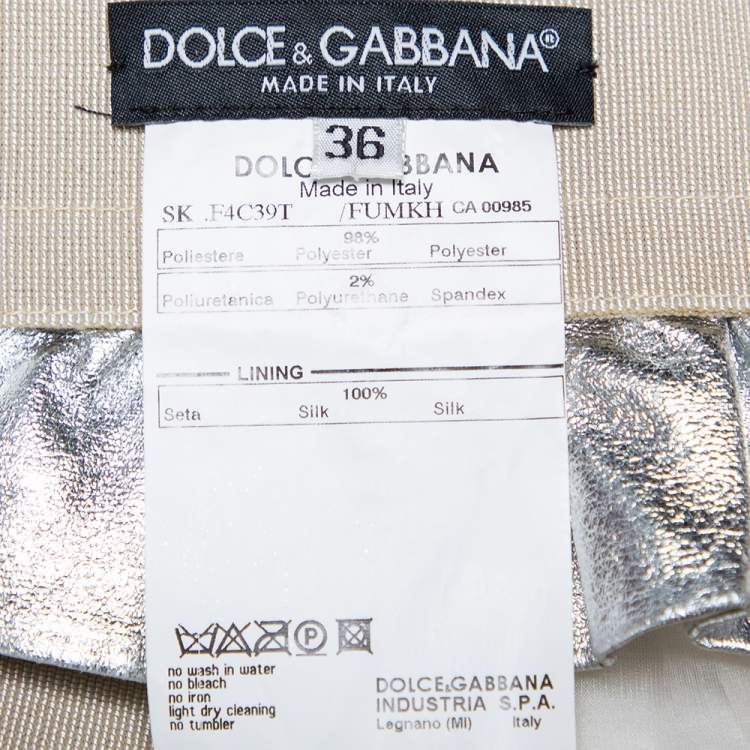 DOLCE & GABBANA®
MADE IN ITALY
36
DOLC BBANA
Made in Italy
SK .F4C39T /FUMKH CA 00985
98%
Poliestere Polyester Polyester
2%
Poliuretanica Polyurethane Spandex
LINING
100%
Seta Silk Silk
P
no wash in water
no bleach
no iron
light dry cleaning
no tumbler
DOLCE&GABBANA
INDUSTRIA S.P.A.
Legnano (MI) Italy